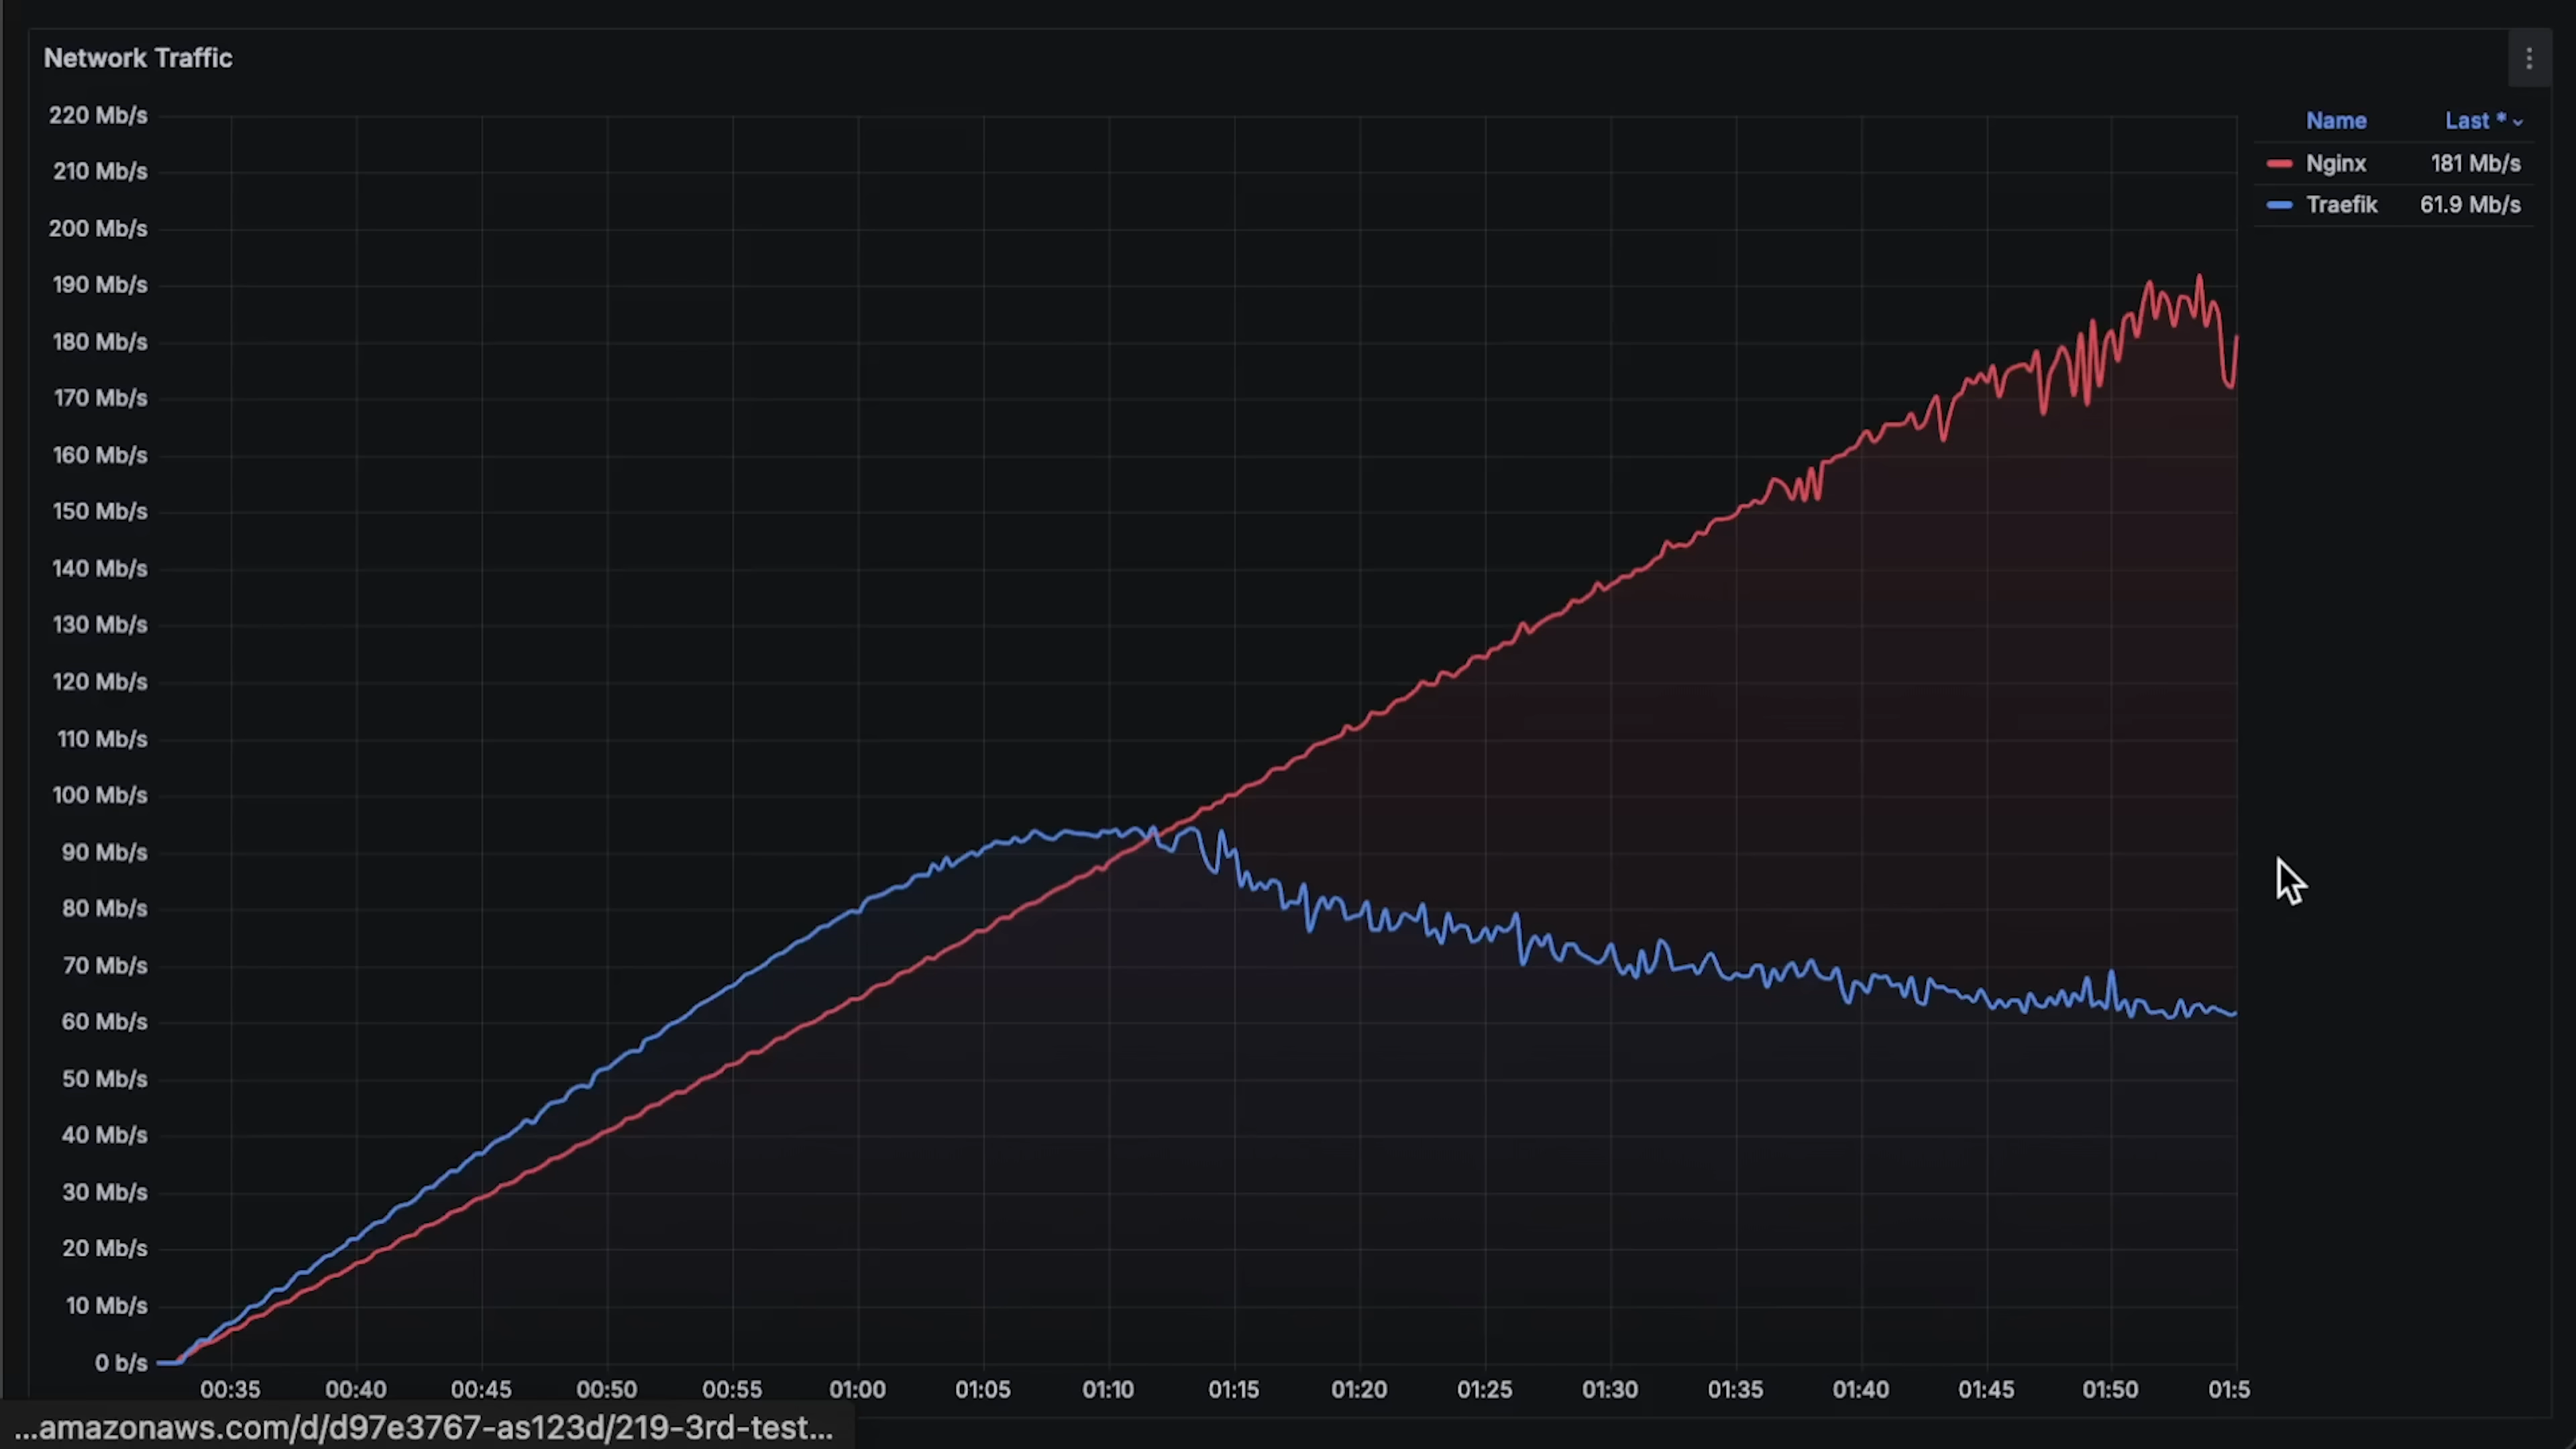 Network Traffic
220 Mb/s
210 Mb/s
200 Mb/s
190 Mb/s
180 Mb/s
170 Mb/s
160 Mb/s
150 Mb/s
140 Mb/s
130 Mb/s
120 Mb/s
110 Mb/s
100 Mb/s
90 Mb/s
80 Mb/s
70 Mb/s
60 Mb/s
50 Mb/s
40 Mb/s
30 Mb/s
20 Mb/s
10 Mb/s
0 b/s
00:35 00:40 00:45 00:50 00:55 01:00 01:05 01:10 01:15 01:20 01:25 01:30 01:35 01:40 01:45 01:50 01:5
Name Last *
Nginx 181 Mb/s
Traefik 61.9 Mb/s
...amazonaws.com/d/d97e3767-as123d/219-3rd-test...